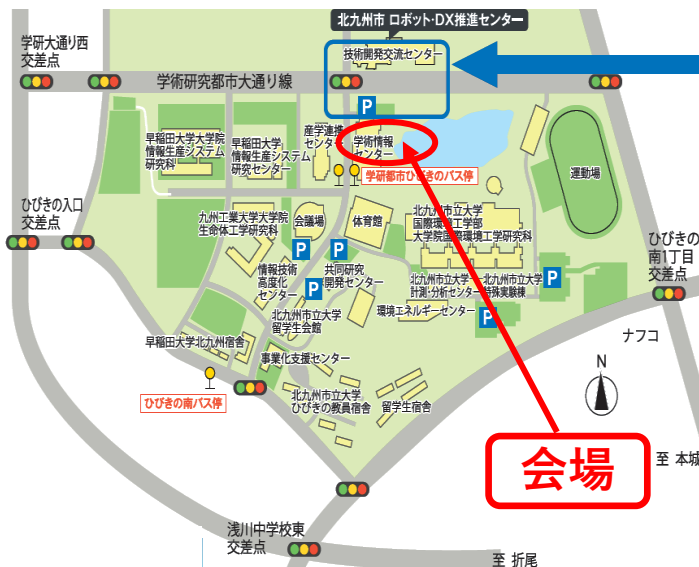 北九州市 ロボット・DX推進センター
学研大通り西
交差点
技術開発交流センター
学術研究都市大通り線
P
早稲田大学大学院
情報生産システム
研究科
早稲田大学
情報生産システム
研究センター
産学連携
センター
学術情報
センター
運動場
学研都市ひびきのバス停
ひびきの入口
交差点
九州工業大学大学院
生命体工学研究科
会議場
体育館
北九州市立大学
国際環境工学部
大学院国際環境工学研究科
ひびきの
南1丁目
交差点
P
P
情報技術
高度化
センター
共同研究
開発センター
北九州市立大学
計測・分析センター
北九州市立大学
特殊実験棟
P
P
北九州市立大学
留学生会館
環境エネルギーセンター
P
ナフコ
早稲田大学北九州宿舎
事業化支援センター
N
ひびきの南バス停
北九州市立大学
ひびきの教員宿舎
留学生宿舎
会場
至 本城
浅川中学校東
交差点
至 折尾